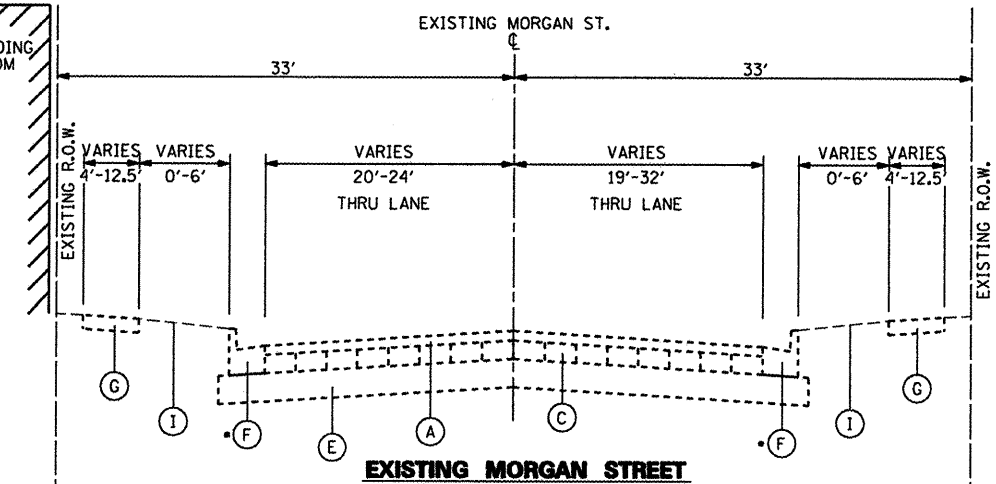 EXISTING MORGAN ST.
℄
33'
33'
EXISTING R.O.W.
VARIES
4'-12.5'
VARIES
0'-6'
VARIES
20'-24'
THRU LANE
VARIES
19'-32'
THRU LANE
VARIES
0'-6'
VARIES
4'-12.5'
EXISTING R.O.W.
G
I
•F
E
A
C
•F
I
G
EXISTING MORGAN STREET